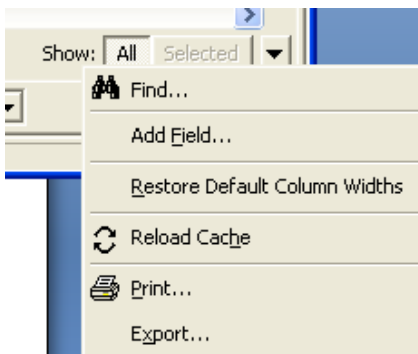 Show: All Selected
Find...
Add Field...
Restore Default Column Widths
Reload Cache
Print...
Export...